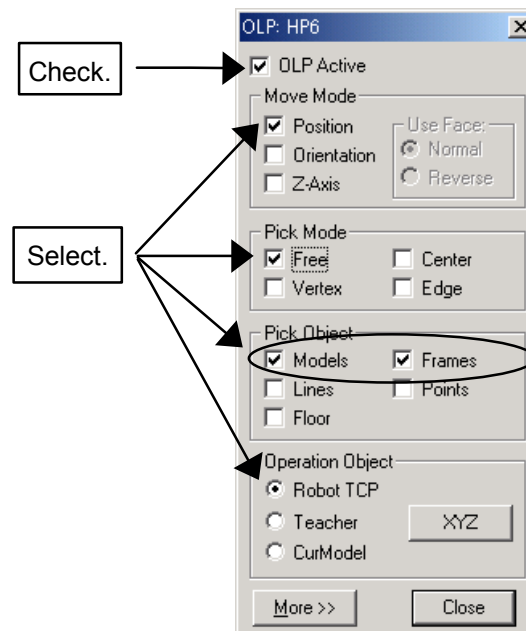 OLP: HP6
Check.
OLP Active
Move Mode
Position
Use Face:
Orientation
Normal
Z-Axis
Reverse
Select.
Pick Mode
Free
Center
Vertex
Edge
Pick Object
Models
Frames
Lines
Points
Floor
Operation Object
Robot TCP
Teacher
XYZ
CurModel
More >>
Close